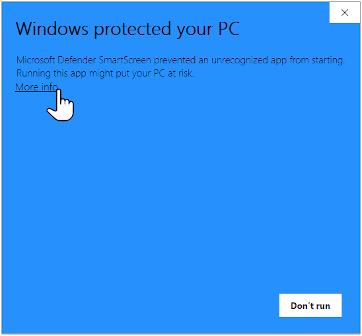 Windows protected your PC
Microsoft Defender SmartScreen prevented an unrecognized app from starting.
Running this app might put your PC at risk.
More info
Don't run